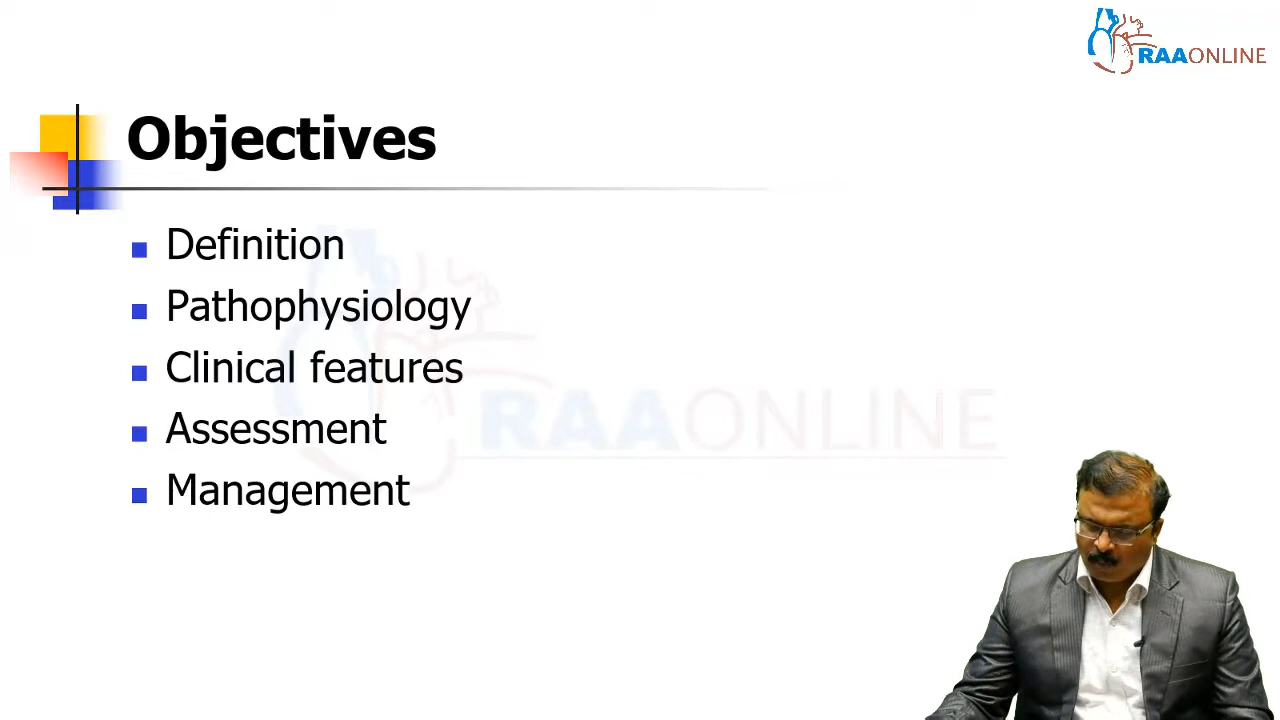 RAAONLINE
Objectives
Definition
Pathophysiology
Clinical features
Assessment
Management
RAAONLINE